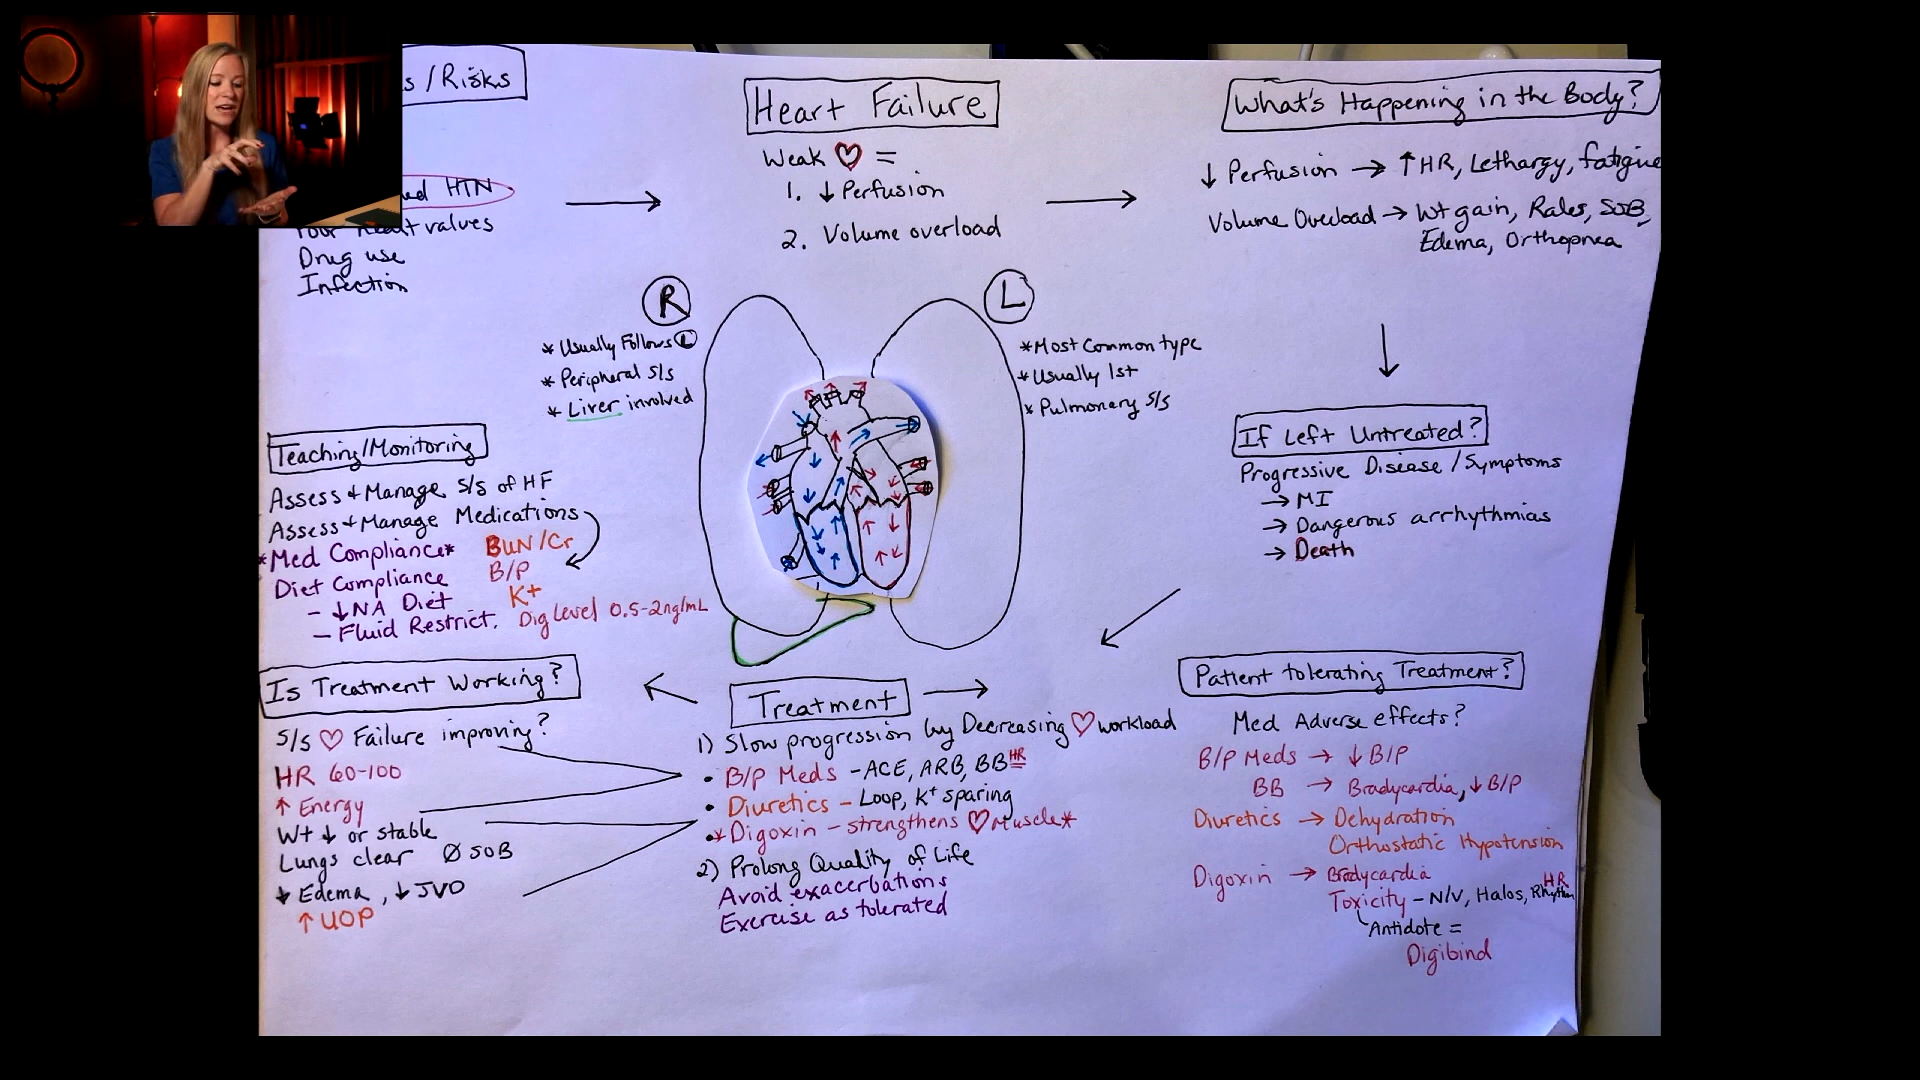 s/Risks
ed HTN
Poor heart valves
Drug use
Infection
Heart Failure
Weak ♡ =
1. ↓ Perfusion
2. Volume overload
What's Happening in the Body?
↓ Perfusion → ↑ HR, Lethargy, fatigue
Volume Overload → Wt gain, Rales, SOB,
Edema, Orthopnea
R
* Usually Follows L
* Peripheral S/S
* Liver involved
L
* Most Common type
* Usually 1st
* Pulmonary S/S
If Left Untreated?
Progressive Disease / Symptoms
→ MI
→ Dangerous arrhythmias
→ Death
Teaching/Monitoring
Assess + Manage S/S of HF
Assess + Manage Medications
*Med Compliance*
Diet Compliance
- ↓NA Diet
- Fluid Restrict.
BUN/Cr
B/P
K+
Dig Level 0.5-2ng/mL
Is Treatment Working?
S/S ♡ Failure improving?
HR 60-100
↑ Energy
Wt ↓ or stable
Lungs clear Ø SOB
↓ Edema, ↓ JVD
↑ UOP
Treatment
1) Slow progression by Decreasing ♡ workload
• B/P Meds - ACE, ARB, BB HR
• Diuretics - Loop, K+ sparing
• *Digoxin - strengthens ♡ Muscle*
2) Prolong Quality of Life
Avoid exacerbations
Exercise as tolerated
Patient tolerating Treatment?
Med Adverse effects?
B/P Meds → ↓ B/P
BB → Bradycardia, ↓ B/P
Diuretics → Dehydration
Orthostatic Hypotension
Digoxin → Bradycardia
HR
Toxicity - N/V, Halos, Rhythm
Antidote =
Digibind